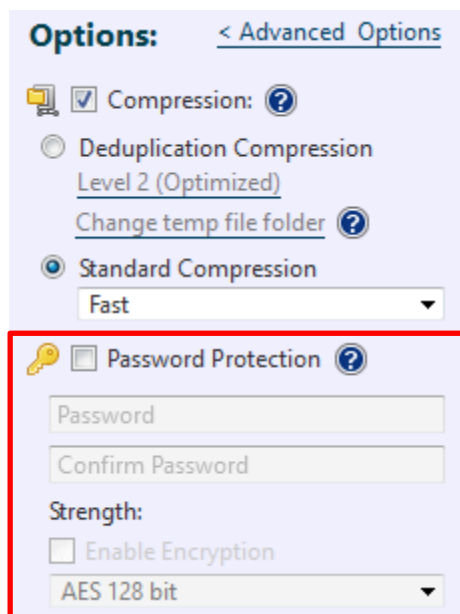 Options: < Advanced Options
Compression: ?
Deduplication Compression
Level 2 (Optimized)
Change temp file folder ?
Standard Compression
Fast
Password Protection ?
Password
Confirm Password
Strength:
Enable Encryption
AES 128 bit